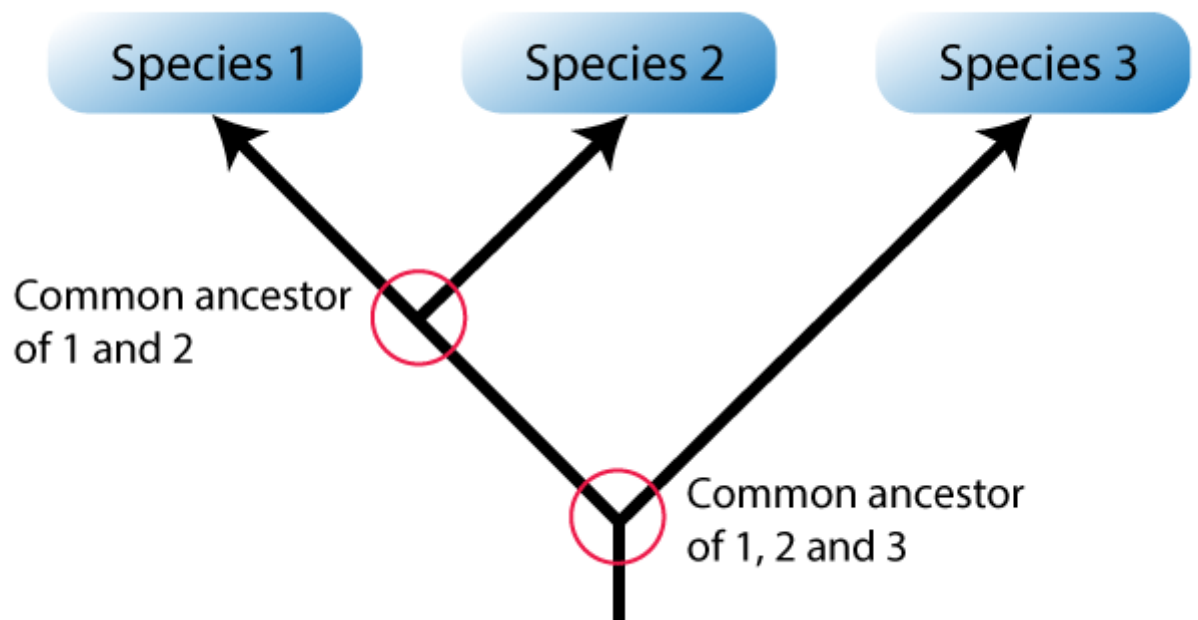 Species 1
Species 2
Species 3
Common ancestor
of 1 and 2
Common ancestor
of 1, 2 and 3